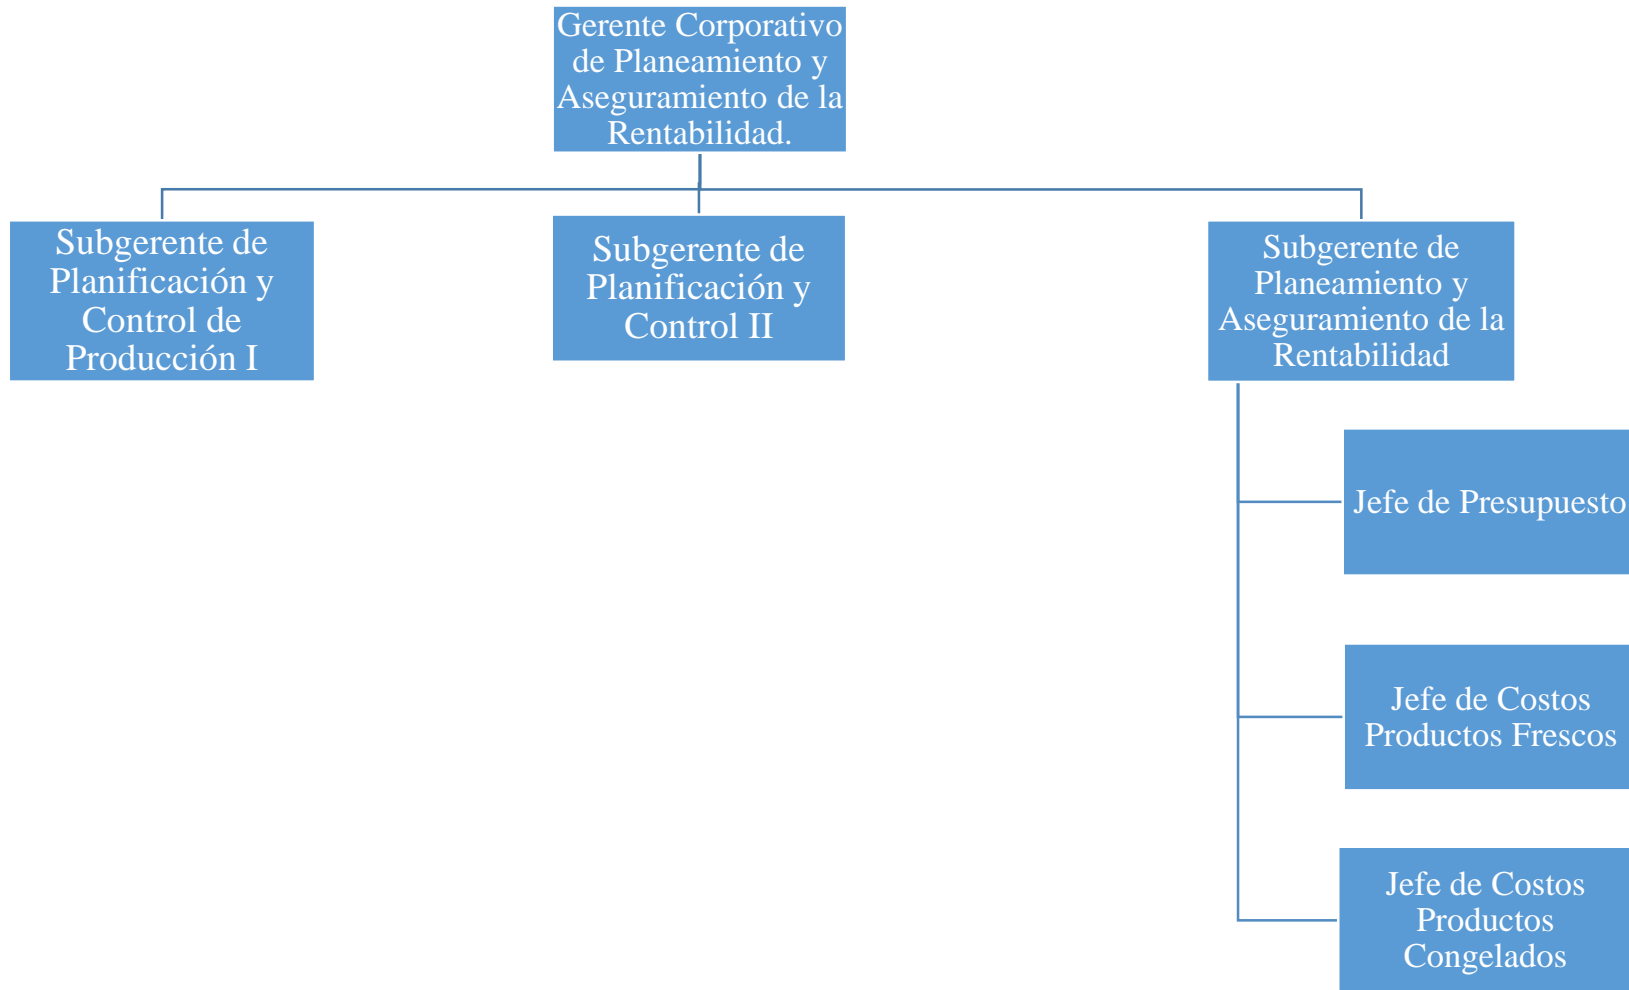 Gerente Corporativo
de Planeamiento y
Aseguramiento de la
Rentabilidad.
Subgerente de
Planificación y
Control de
Producción I
Subgerente de
Planificación y
Control II
Subgerente de
Planeamiento y
Aseguramiento de la
Rentabilidad
Jefe de Presupuesto
Jefe de Costos
Productos Frescos
Jefe de Costos
Productos
Congelados